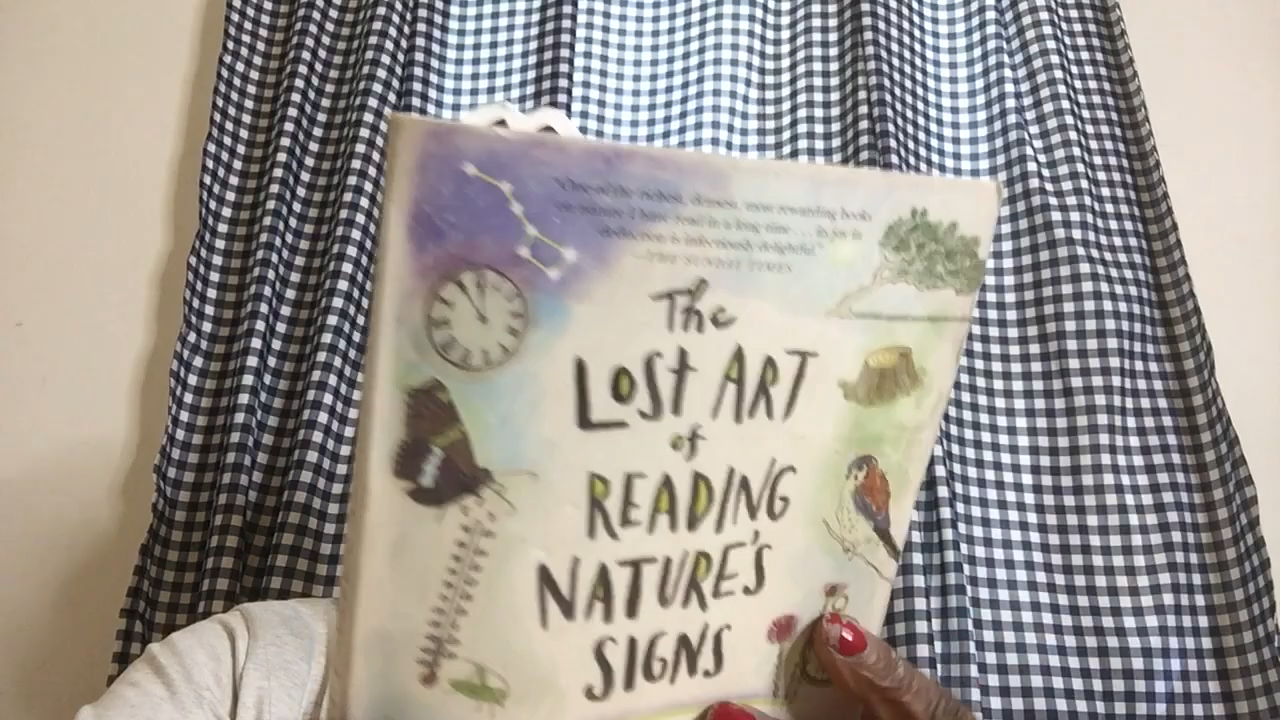 "One of the richest, densest, most rewarding books
on nature I have read in a long time . . . its joy in
deduction is infectiously delightful."
—THE SUNDAY TIMES
The
LOST ART
of
READING
NATURE'S
SIGNS